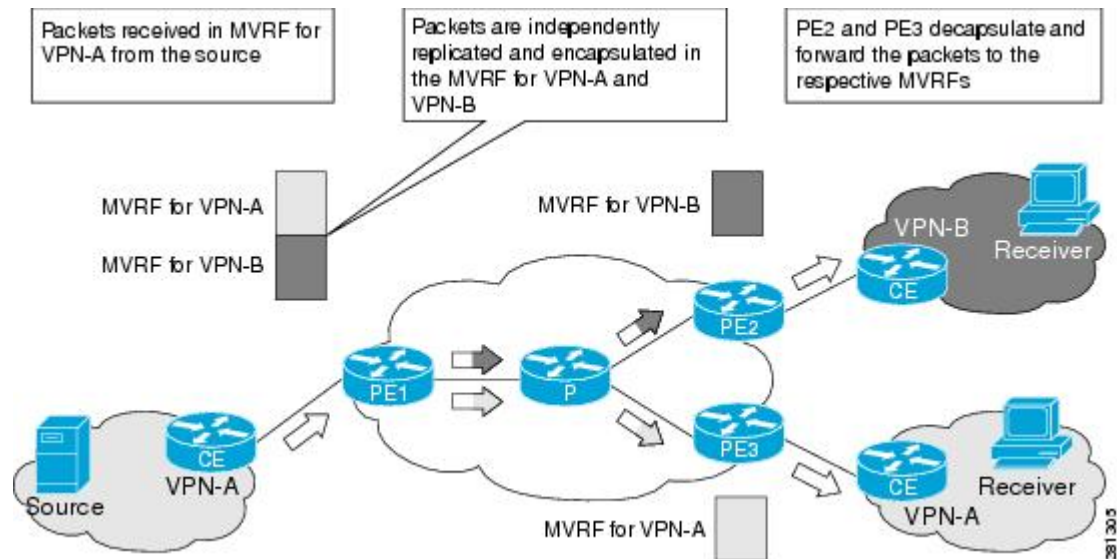 Packets received in MVRF for
VPN-A from the source
Packets are independently
replicated and encapsulated in
the MVRF for VPN-A and
VPN-B
PE2 and PE3 decapsulate and
forward the packets to the
respective MVRFs
MVRF for VPN-A
MVRF for VPN-B
MVRF for VPN-B
VPN-B
Receiver
CE
PE2
PE1
P
CE
VPN-A
Source
PE3
CE
Receiver
VPN-A
MVRF for VPN-A